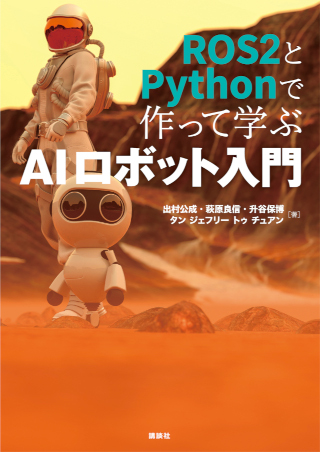 ROS2と
Pythonで
作って学ぶ
AIロボット入門
出村公成・萩原良信・升谷保博
タン ジェフリー トゥ チュアン [著]
講談社